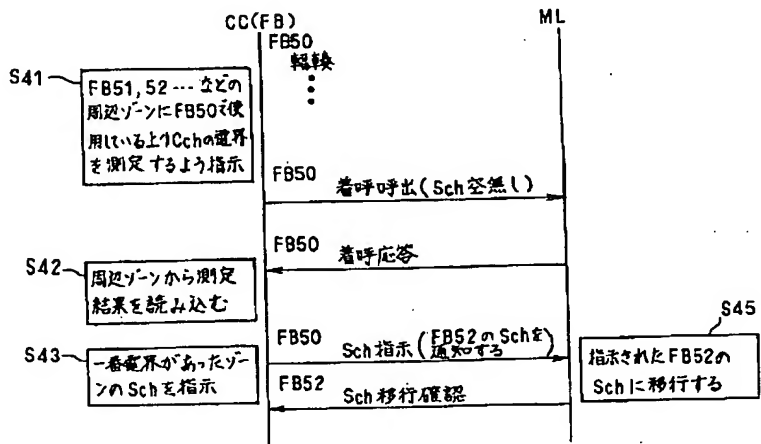 CC(FB)
ML
FB50
輻輳
S41
FB51, 52 --- などの
周辺ゾーンにFB50で使
用している上りCchの電界
を測定するよう指示
FB50
着呼呼出(Sch空無し)
FB50
着呼応答
S42
周辺ゾーンから測定
結果を読み込む
FB50
Sch指示(FB52のSchを
通知する)
S43
一番電界があったゾー
ンのSchを指示
FB52
Sch移行確認
S45
指示されたFB52の
Schに移行する